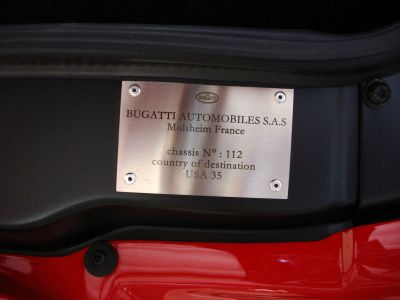 BUGATTI
BUGATTI AUTOMOBILES S.A.S
Molsheim France
chassis N° : 112
country of destination
USA 35